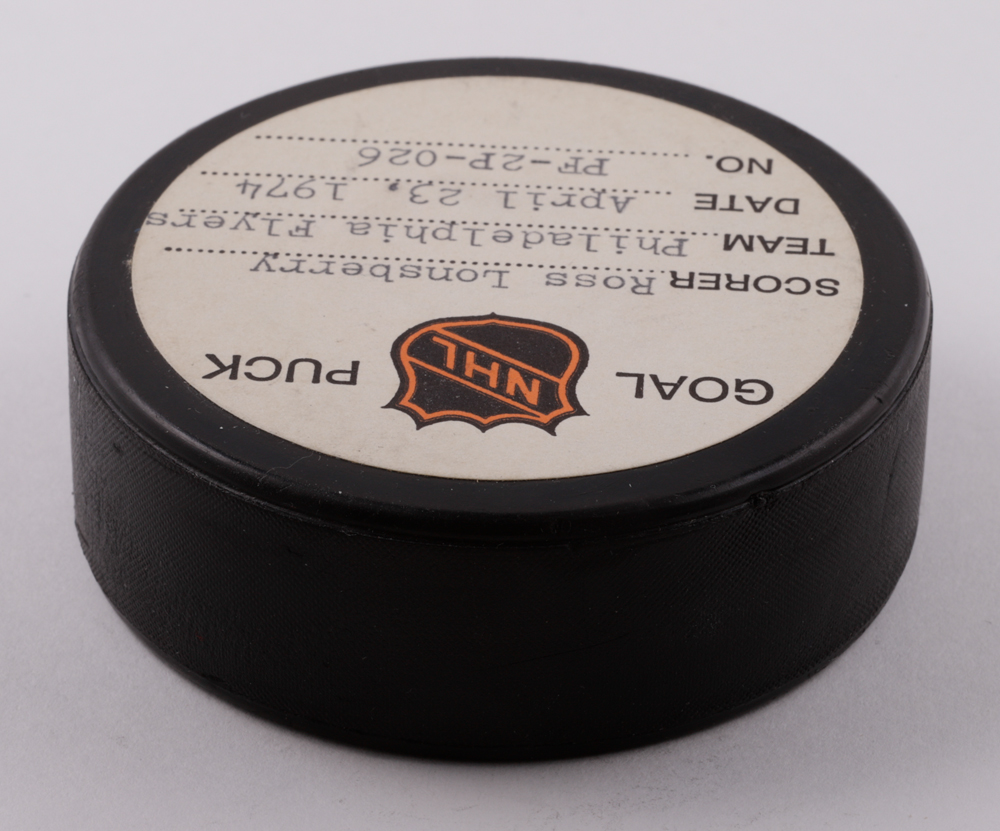 GOAL NHL PUCK
SCORER Ross Lonsberry
TEAM Philadelphia Flyers
DATE April 23, 1974
NO. PF-2P-026